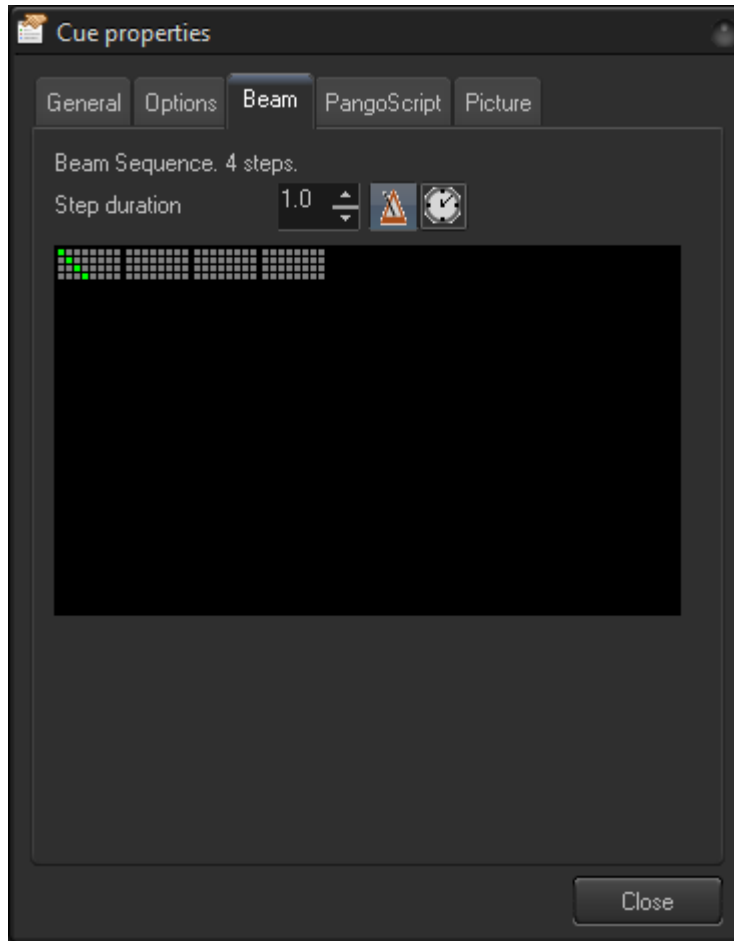 Cue properties
General Options Beam PangoScript Picture
Beam Sequence. 4 steps.
Step duration 1.0
Close